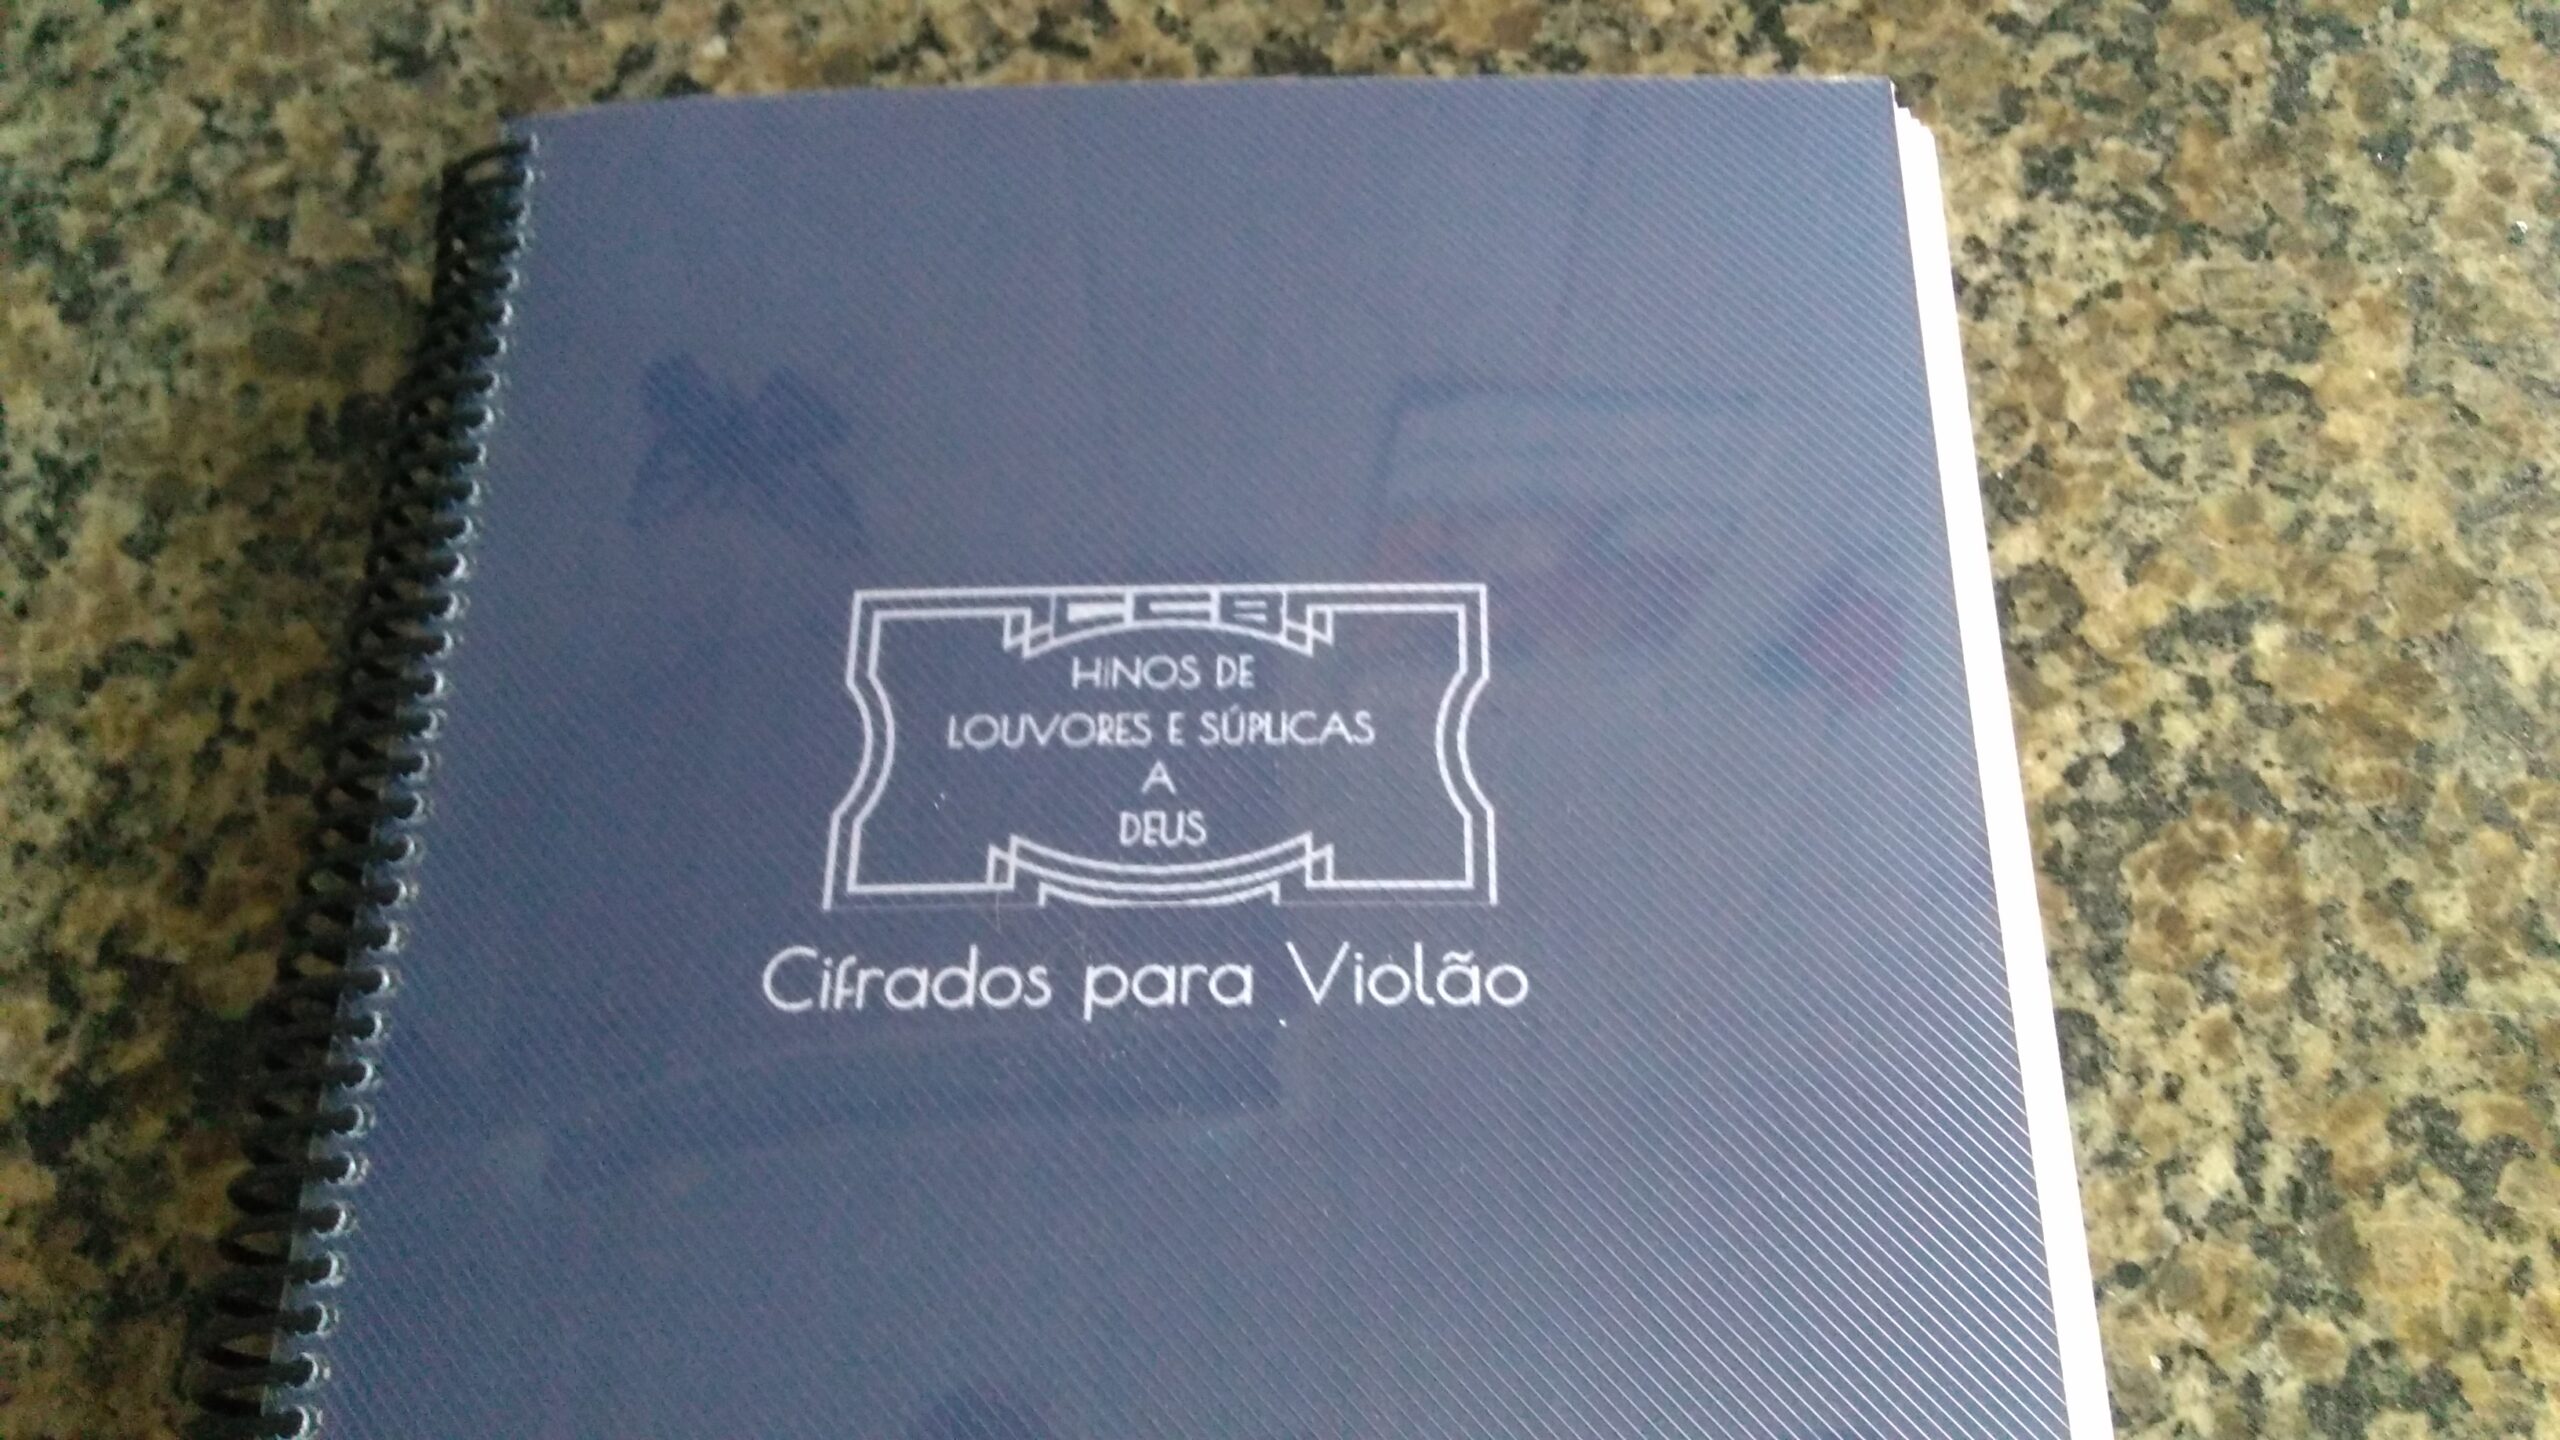 CCB
HINOS DE
LOUVORES E SÚPLICAS
A
DEUS
Cifrados para Violão